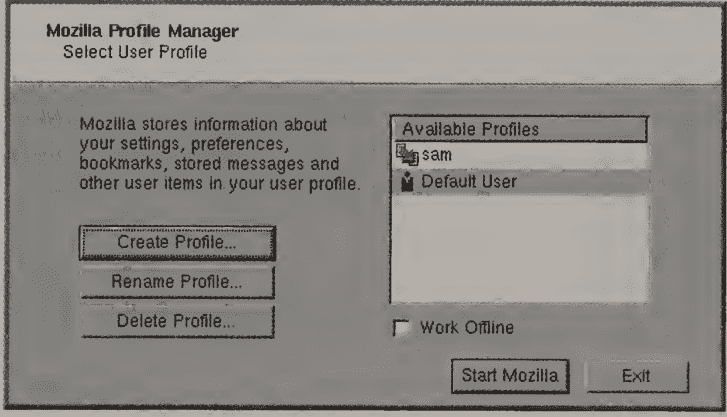 Mozilla Profile Manager
Select User Profile
Mozilla stores information about
your settings, preferences,
bookmarks, stored messages and
other user items in your user profile.
Create Profile...
Rename Profile...
Delete Profile...
Available Profiles
sam
Default User
Work Offline
Start Mozilla
Exit